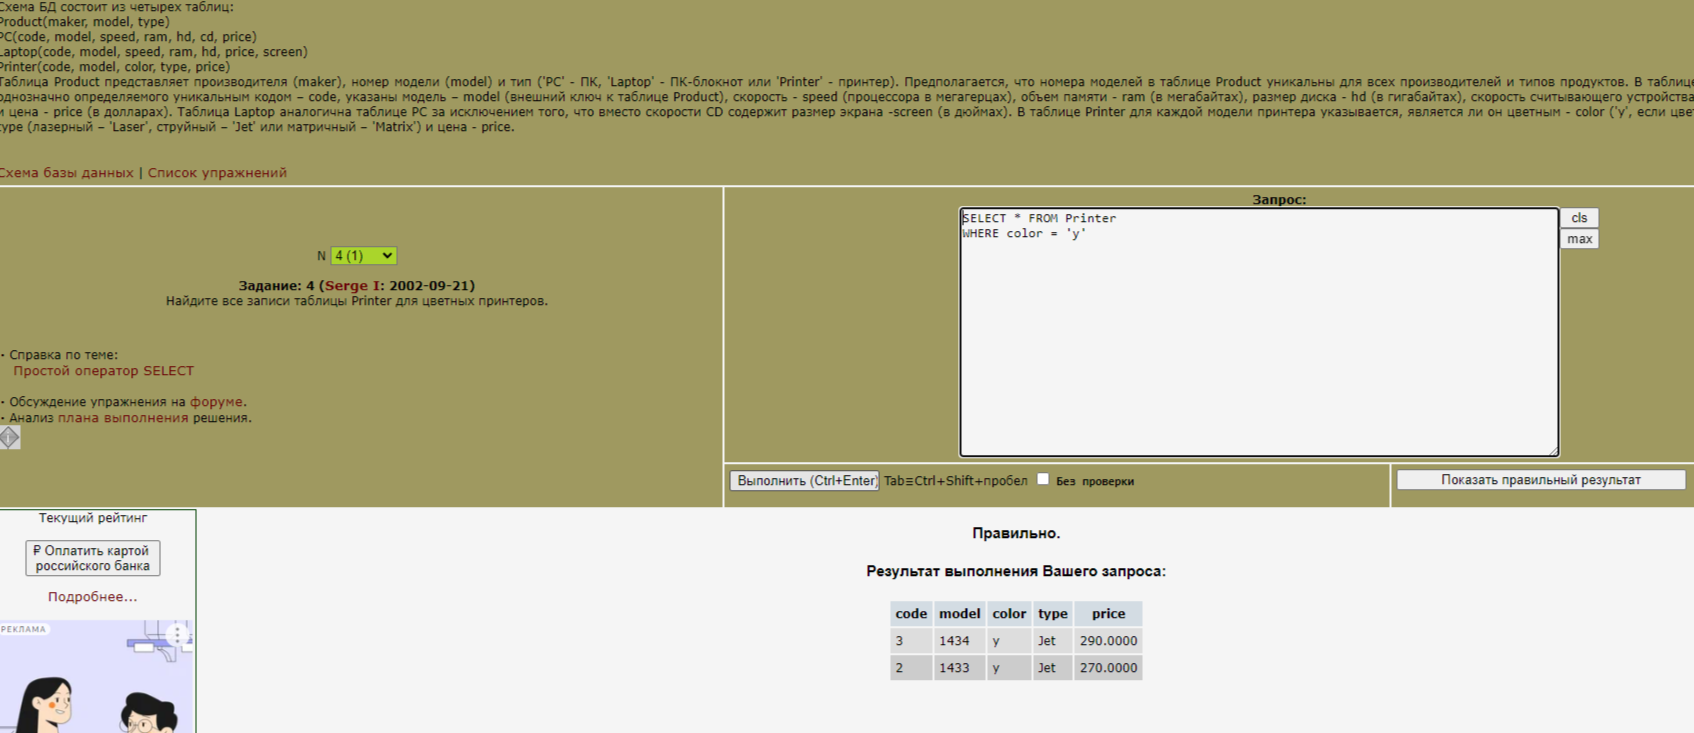 Схема БД состоит из четырех таблиц:
Product(maker, model, type)
PC(code, model, speed, ram, hd, cd, price)
Laptop(code, model, speed, ram, hd, price, screen)
Printer(code, model, color, type, price)
Таблица Product представляет производителя (maker), номер модели (model) и тип ('PC' - ПК, 'Laptop' - ПК-блокнот или 'Printer' - принтер). Предполагается, что номера моделей в таблице Product уникальны для всех производителей и типов продуктов. В таблице
однозначно определяемого уникальным кодом – code, указаны модель – model (внешний ключ к таблице Product), скорость - speed (процессора в мегагерцах), объем памяти - ram (в мегабайтах), размер диска - hd (в гигабайтах), скорость считывающего устройства
и цена - price (в долларах). Таблица Laptop аналогична таблице PC за исключением того, что вместо скорости CD содержит размер экрана -screen (в дюймах). В таблице Printer для каждой модели принтера указывается, является ли он цветным - color ('y', если цвет
type (лазерный – 'Laser', струйный – 'Jet' или матричный – 'Matrix') и цена - price.
Схема базы данных | Список упражнений
N 4 (1)
Задание: 4 (Serge I: 2002-09-21)
Найдите все записи таблицы Printer для цветных принтеров.
- Справка по теме:
Простой оператор SELECT
- Обсуждение упражнения на форуме.
- Анализ плана выполнения решения.
Запрос:
SELECT * FROM Printer
WHERE color = 'y'
cls
max
Выполнить (Ctrl+Enter) Tab≡Ctrl+Shift+пробел Без проверки
Показать правильный результат
Текущий рейтинг
₽ Оплатить картой
российского банка
Подробнее...
РЕКЛАМА
Правильно.
Результат выполнения Вашего запроса:
code model color type price
3 1434 y Jet 290.0000
2 1433 y Jet 270.0000